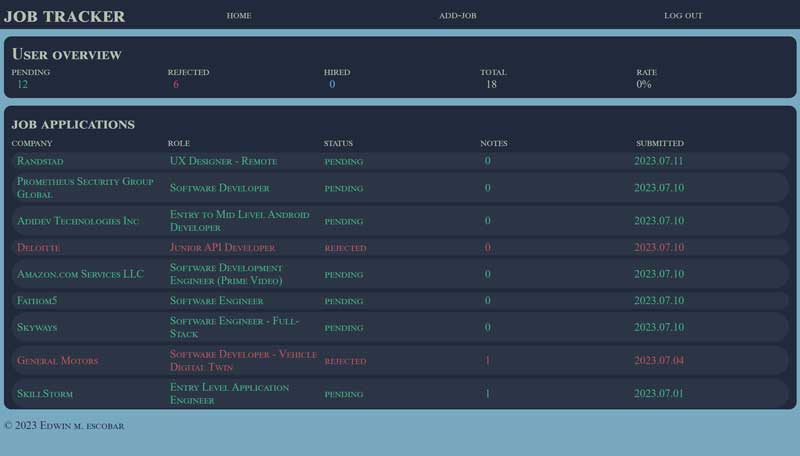 JOB TRACKER HOME ADD-JOB LOG OUT
User overview
PENDING REJECTED HIRED TOTAL RATE
12 6 0 18 0%
JOB APPLICATIONS
COMPANY ROLE STATUS NOTES SUBMITTED
Randstad UX Designer - Remote PENDING 0 2023.07.11
Prometheus Security Group Global Software Developer PENDING 0 2023.07.10
Adidev Technologies Inc Entry to Mid Level Android Developer PENDING 0 2023.07.10
Deloitte Junior API Developer REJECTED 0 2023.07.10
Amazon.com Services LLC Software Development Engineer (Prime Video) PENDING 0 2023.07.10
Fathom5 Software Engineer PENDING 0 2023.07.10
Skyways Software Engineer - Full-Stack PENDING 0 2023.07.10
General Motors Software Developer - Vehicle Digital Twin REJECTED 1 2023.07.04
SkillStorm Entry Level Application Engineer PENDING 1 2023.07.01
© 2023 Edwin m. escobar